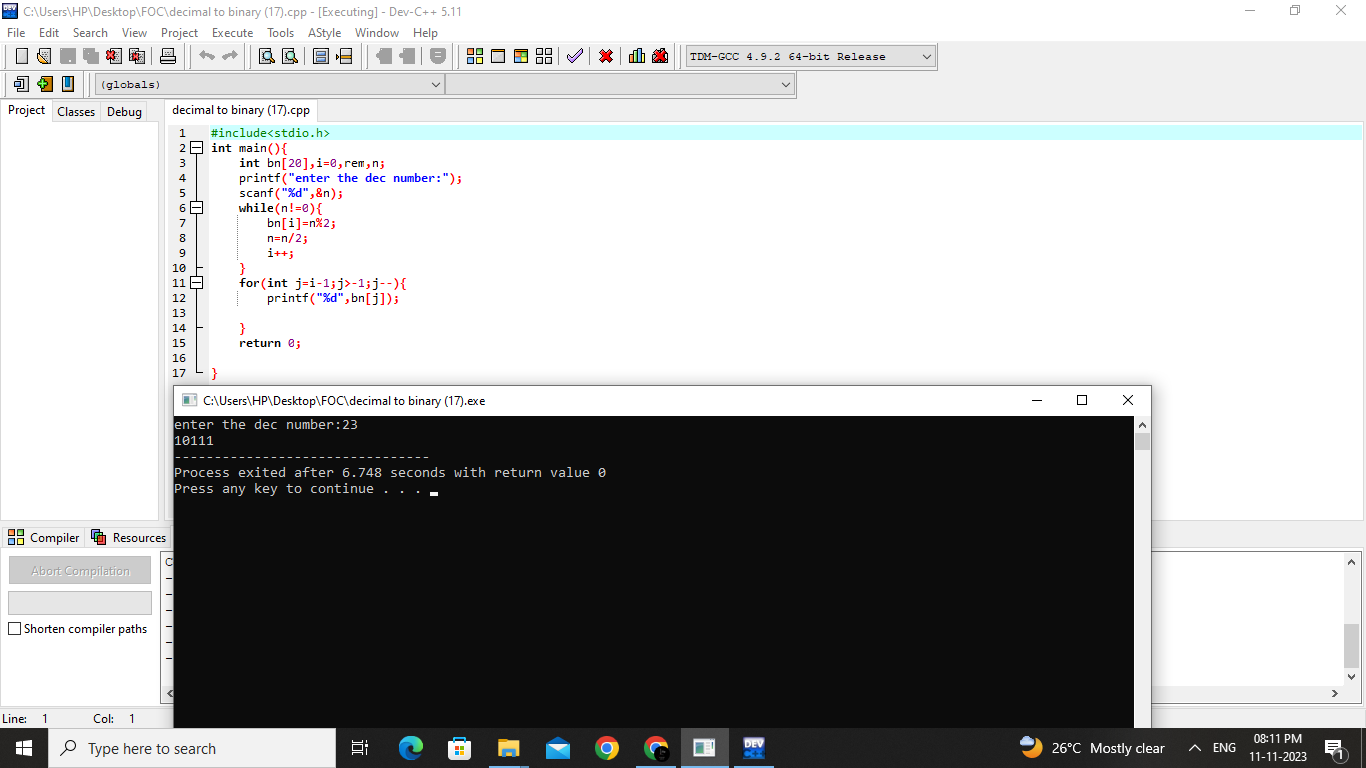 C:\Users\HP\Desktop\FOC\decimal to binary (17).cpp - [Executing] - Dev-C++ 5.11
File Edit Search View Project Execute Tools AStyle Window Help
TDM-GCC 4.9.2 64-bit Release
(globals)
Project Classes Debug
decimal to binary (17).cpp
1 #include<stdio.h>
2 int main(){
3 int bn[20],i=0,rem,n;
4 printf("enter the dec number:");
5 scanf("%d",&n);
6 while(n!=0){
7 bn[i]=n%2;
8 n=n/2;
9 i++;
10 }
11 for(int j=i-1;j>-1;j--){
12 printf("%d",bn[j]);
13
14 }
15 return 0;
16
17 }
C:\Users\HP\Desktop\FOC\decimal to binary (17).exe
enter the dec number:23
10111
--------------------------------
Process exited after 6.748 seconds with return value 0
Press any key to continue . . .
Compiler Resources
Abort Compilation
Shorten compiler paths
Line: 1 Col: 1
Type here to search
DEV
26°C Mostly clear
ENG
08:11 PM
11-11-2023
1